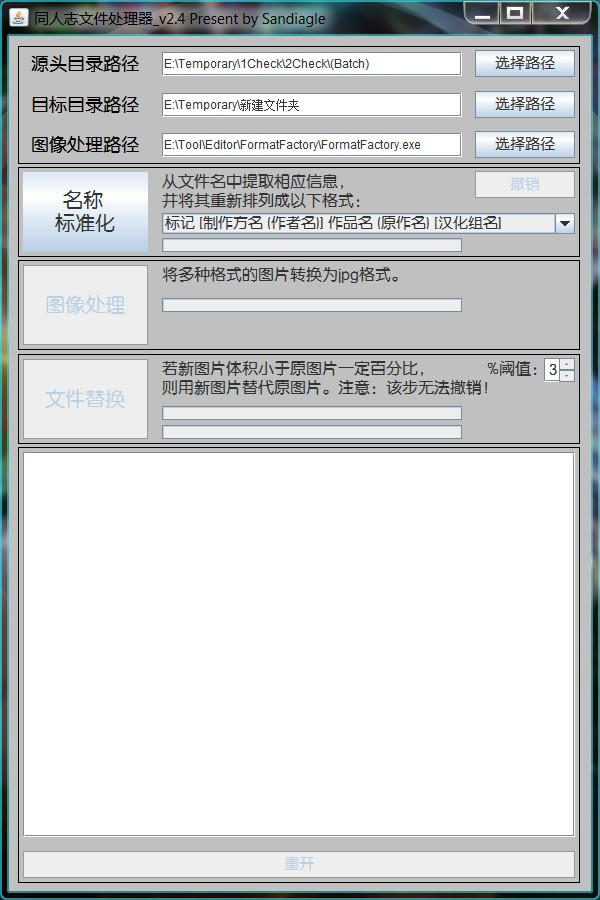 同人志文件处理器_v2.4 Present by Sandiagle
源头目录路径 E:\Temporary\1Check\2Check\(Batch) 选择路径
目标目录路径 E:\Temporary\新建文件夹 选择路径
图像处理路径 E:\Tool\Editor\FormatFactory\FormatFactory.exe 选择路径
名称
标准化
从文件名中提取相应信息，
并将其重新排列成以下格式：
撤销
标记 [制作方名 (作者名)] 作品名 (原作名) [汉化组名]
图像处理
将多种格式的图片转换为jpg格式。
文件替换
若新图片体积小于原图片一定百分比， %阈值： 3
则用新图片替代原图片。注意：该步无法撤销！
重开